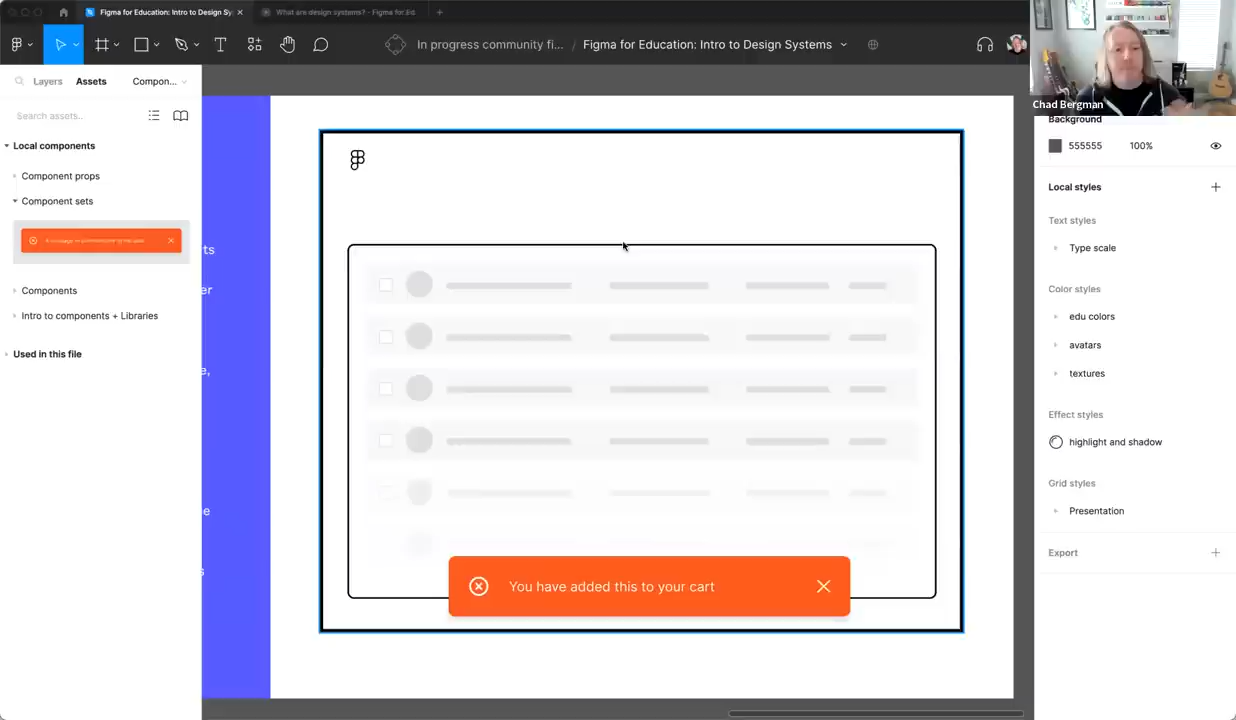 Figma for Education: Intro to Design Sy
What are design systems? - Figma for Ed
In progress community fi... / Figma for Education: Intro to Design Systems
Chad Bergman
Layers Assets Compon...
Search assets..
Local components
Component props
Component sets
Components
Intro to components + Libraries
Used in this file
ts
er
e,
e
s
You have added this to your cart
Background
555555 100%
Local styles
Text styles
Type scale
Color styles
edu colors
avatars
textures
Effect styles
highlight and shadow
Grid styles
Presentation
Export